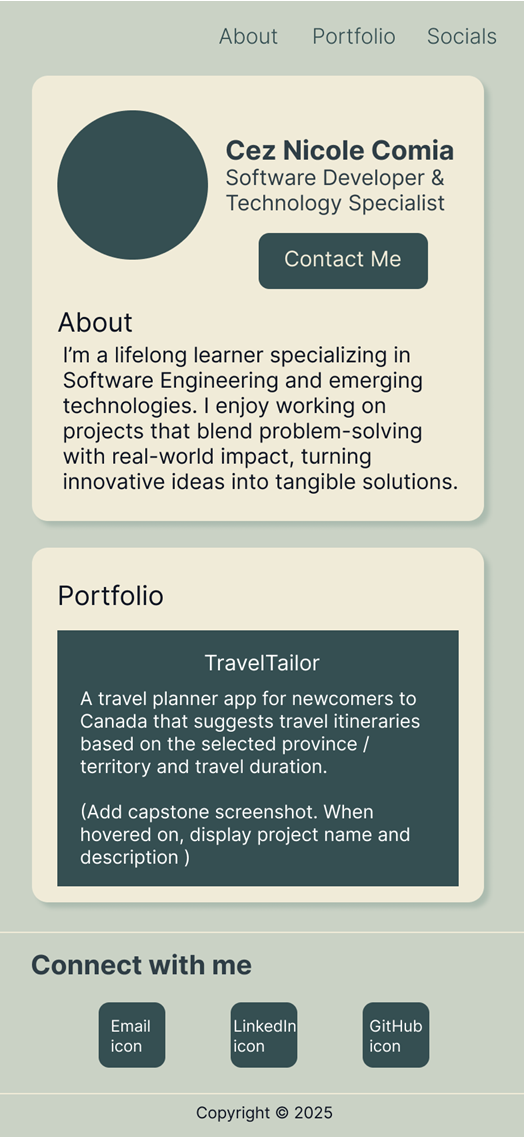 About Portfolio Socials
Cez Nicole Comia
Software Developer &
Technology Specialist
Contact Me
About
I’m a lifelong learner specializing in
Software Engineering and emerging
technologies. I enjoy working on
projects that blend problem-solving
with real-world impact, turning
innovative ideas into tangible solutions.
Portfolio
TravelTailor
A travel planner app for newcomers to
Canada that suggests travel itineraries
based on the selected province /
territory and travel duration.
(Add capstone screenshot. When
hovered on, display project name and
description )
Connect with me
Email
icon
LinkedIn
icon
GitHub
icon
Copyright © 2025